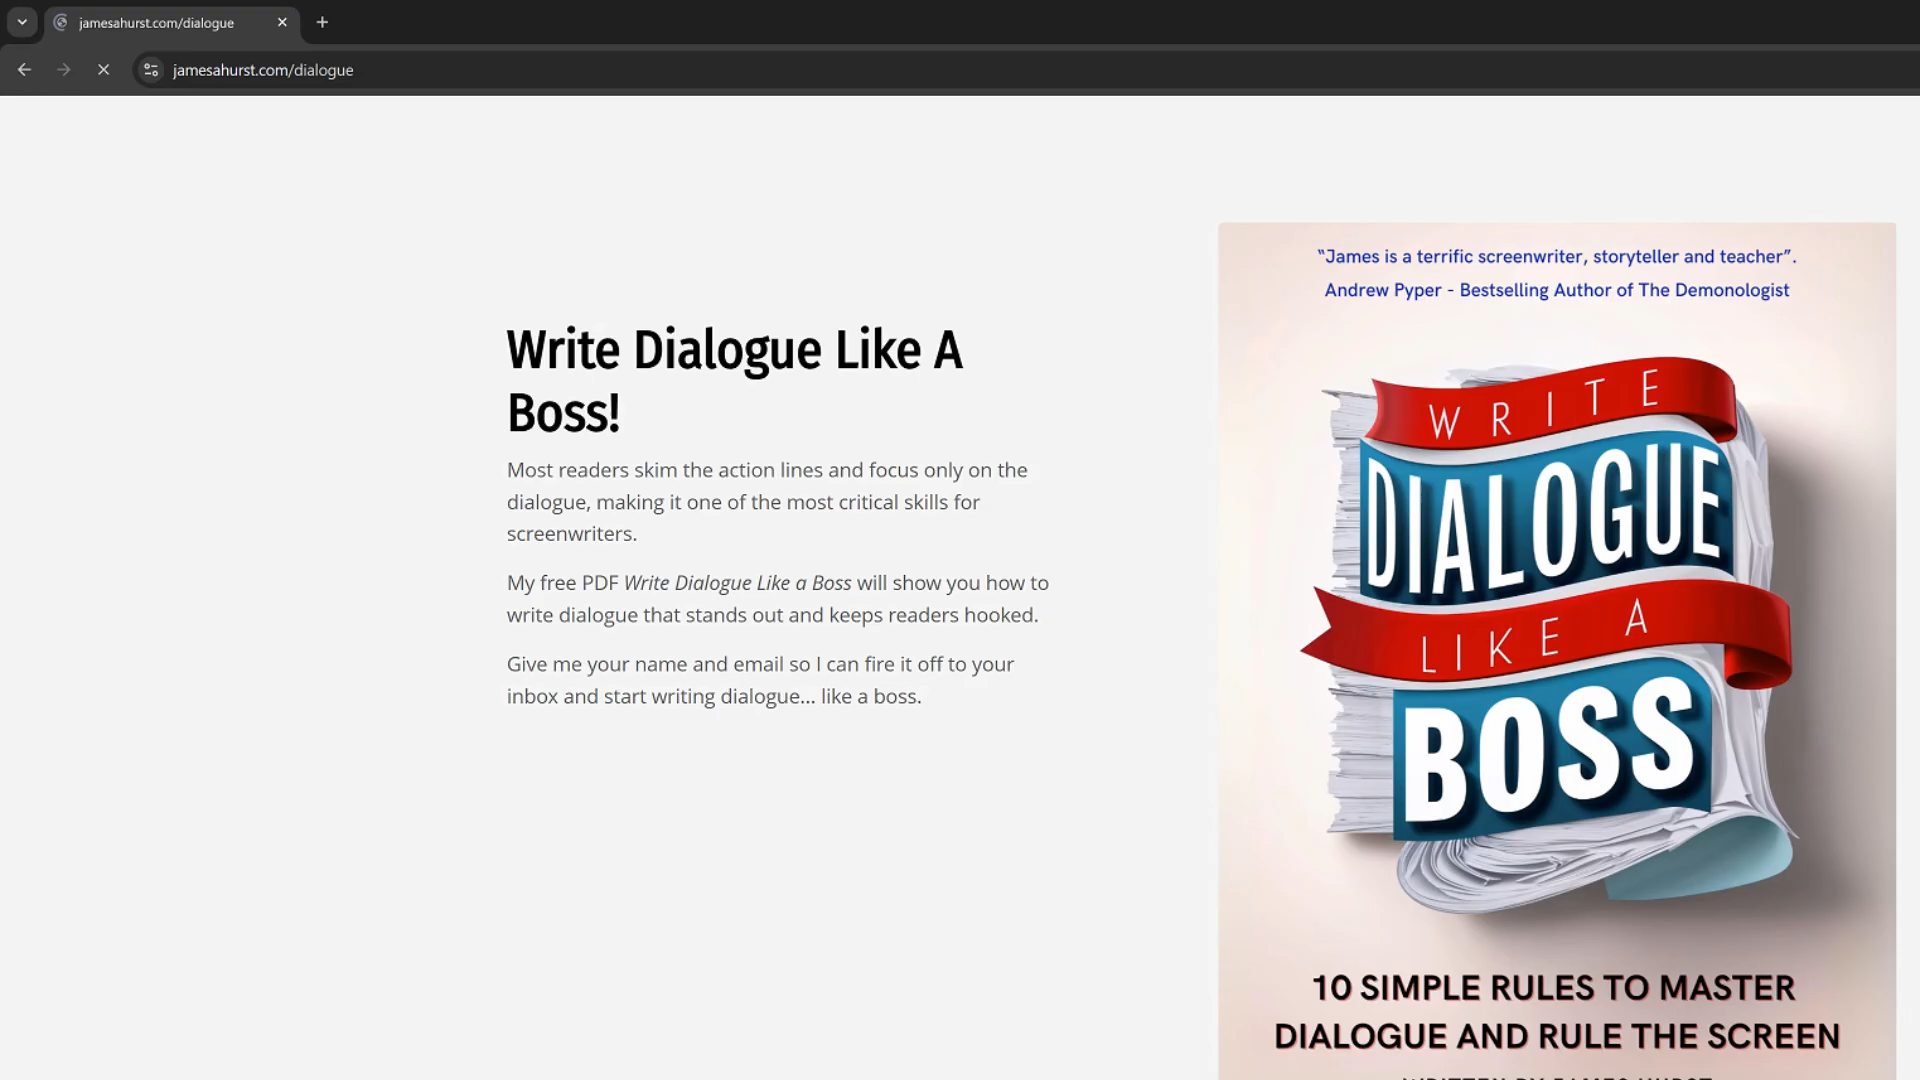 jamesahurst.com/dialogue
jamesahurst.com/dialogue
Write Dialogue Like A
Boss!
Most readers skim the action lines and focus only on the
dialogue, making it one of the most critical skills for
screenwriters.
My free PDF Write Dialogue Like a Boss will show you how to
write dialogue that stands out and keeps readers hooked.
Give me your name and email so I can fire it off to your
inbox and start writing dialogue... like a boss.
“James is a terrific screenwriter, storyteller and teacher”.
Andrew Pyper - Bestselling Author of The Demonologist
WRITE
DIALOGUE
LIKE A
BOSS
10 SIMPLE RULES TO MASTER
DIALOGUE AND RULE THE SCREEN
WRITTEN BY JAMES HURST